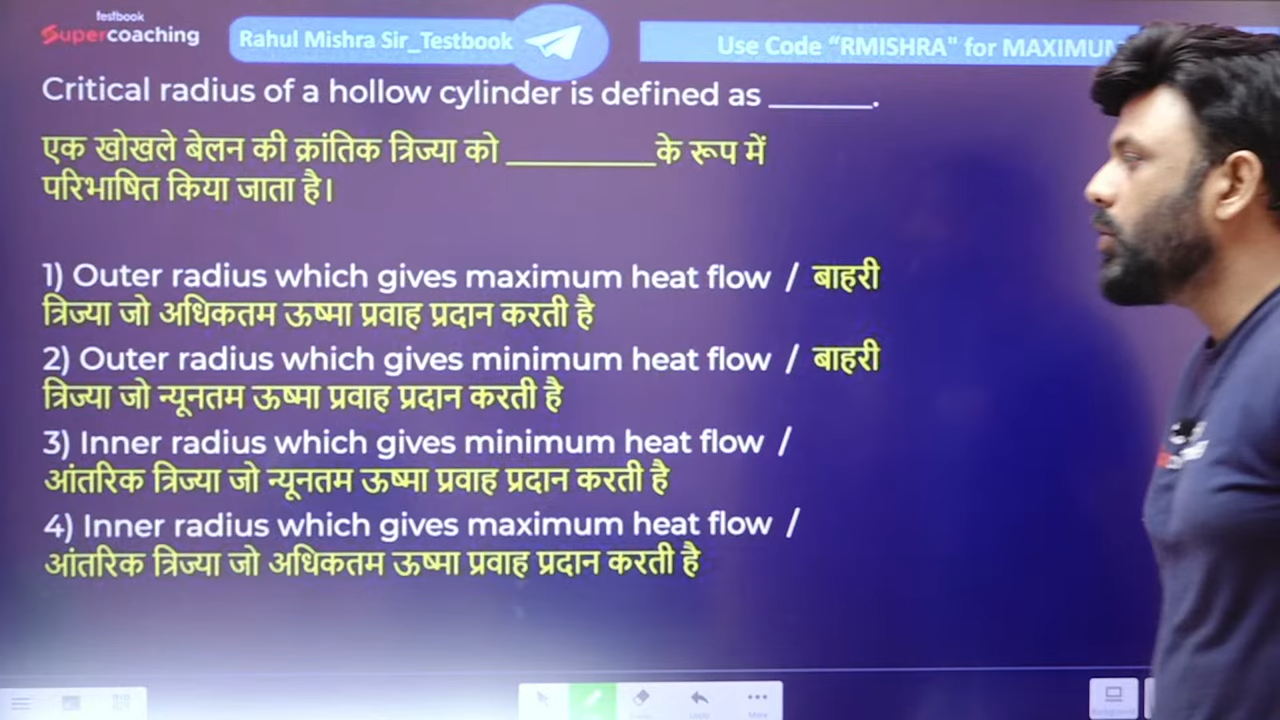 testbook
Supercoaching
Rahul Mishra Sir_Testbook
Use Code “RMISHRA" for MAXIMUM
Critical radius of a hollow cylinder is defined as _______.
एक खोखले बेलन की क्रांतिक त्रिज्या को __________के रूप में
परिभाषित किया जाता है।
1) Outer radius which gives maximum heat flow / बाहरी
त्रिज्या जो अधिकतम ऊष्मा प्रवाह प्रदान करती है
2) Outer radius which gives minimum heat flow / बाहरी
त्रिज्या जो न्यूनतम ऊष्मा प्रवाह प्रदान करती है
3) Inner radius which gives minimum heat flow /
आंतरिक त्रिज्या जो न्यूनतम ऊष्मा प्रवाह प्रदान करती है
4) Inner radius which gives maximum heat flow /
आंतरिक त्रिज्या जो अधिकतम ऊष्मा प्रवाह प्रदान करती है
Undo
More
Background